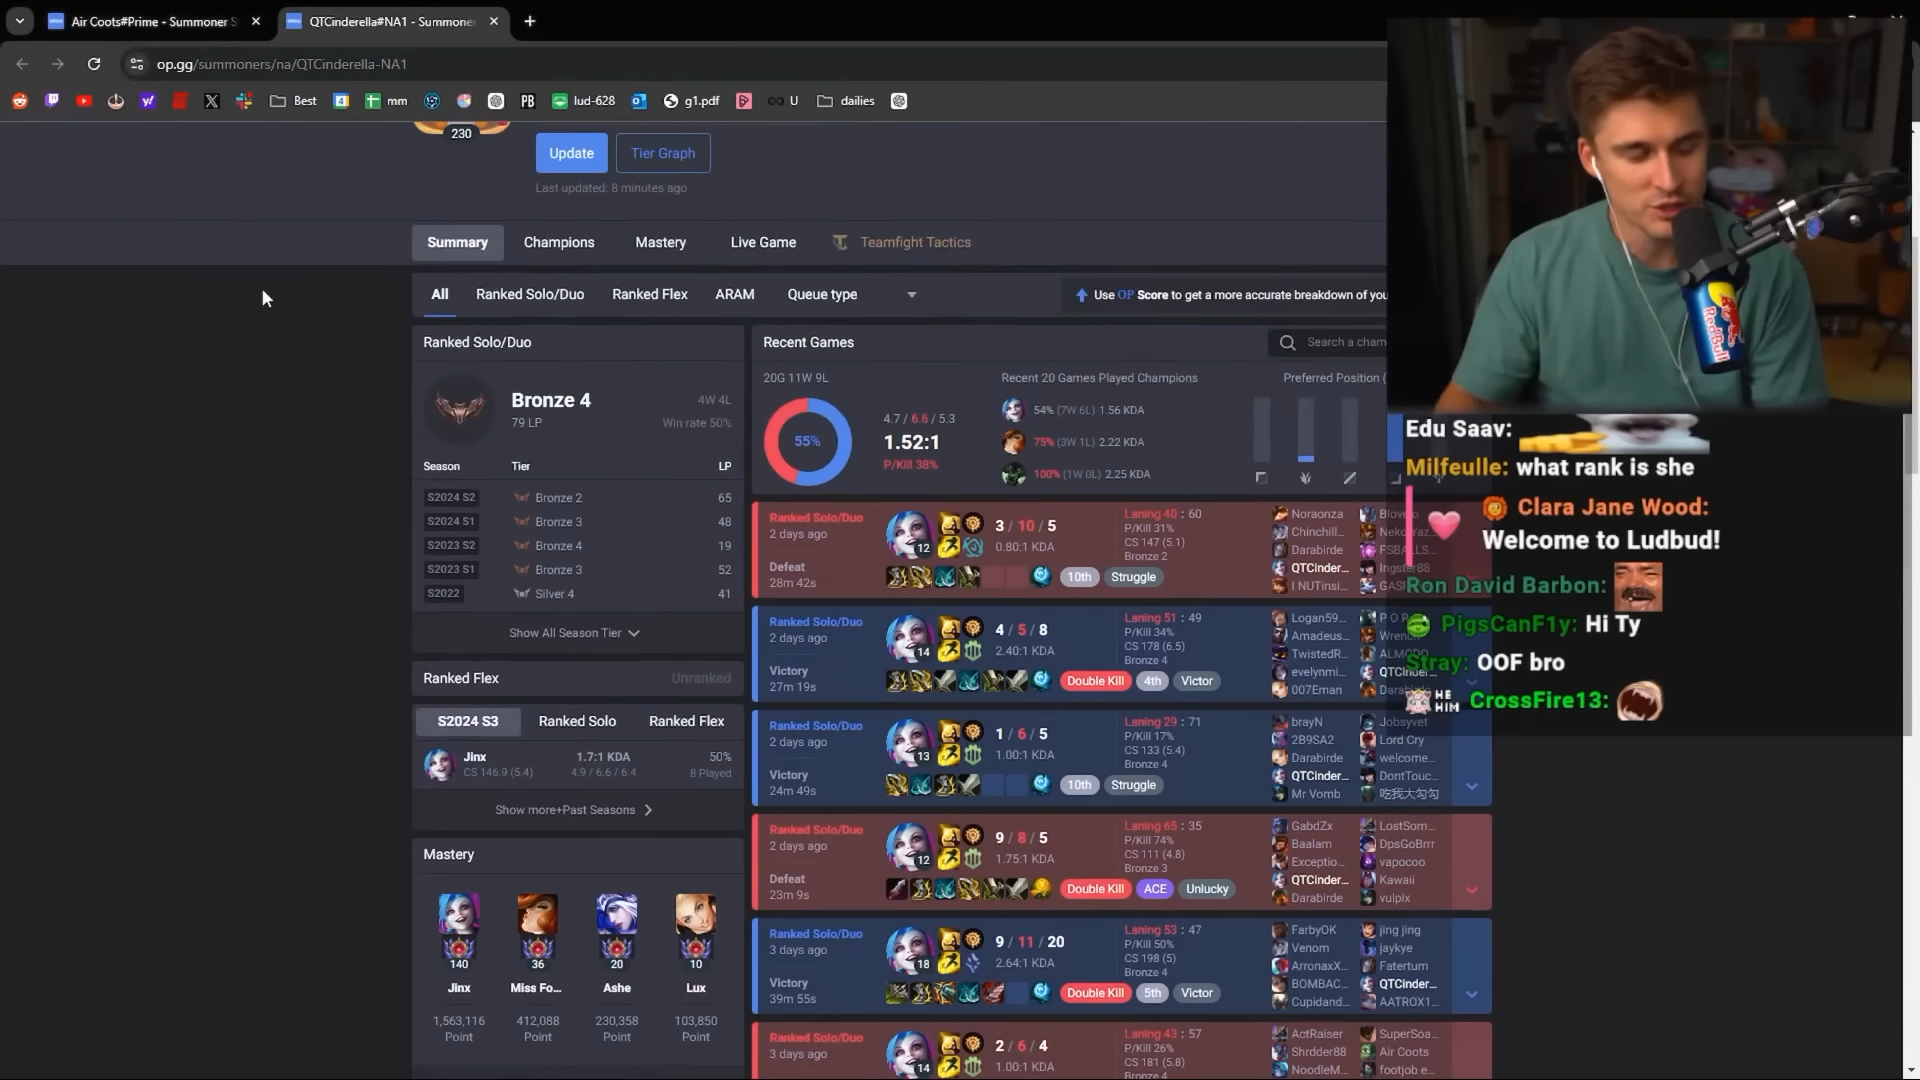 Air Coots#Prime - Summoner S
QTCinderella#NA1 - Summone
op.gg/summoners/na/QTCinderella-NA1
Best
mm
PB
lud-628
g1.pdf
U
dailies
230
Update
Tier Graph
Last updated: 8 minutes ago
Summary
Champions
Mastery
Live Game
Teamfight Tactics
All
Ranked Solo/Duo
Ranked Flex
ARAM
Queue type
Use OP Score to get a more accurate breakdown of you
Ranked Solo/Duo
Bronze 4
79 LP
4W 4L
Win rate 50%
Season Tier LP
S2024 S2 Bronze 2 65
S2024 S1 Bronze 3 48
S2023 S2 Bronze 4 19
S2023 S1 Bronze 3 52
S2022 Silver 4 41
Show All Season Tier
Ranked Flex Unranked
S2024 S3 Ranked Solo Ranked Flex
Jinx 1.7:1 KDA 50%
CS 146.9 (5.4) 4.9 / 6.6 / 6.4 8 Played
Show more+Past Seasons
Mastery
140 36 20 10
Jinx Miss Fo... Ashe Lux
1,563,116 412,088 230,358 103,850
Point Point Point Point
Recent Games
Search a cham
20G 11W 9L
55%
4.7 / 6.6 / 5.3
1.52:1
P/Kill 38%
Recent 20 Games Played Champions
54% (7W 6L) 1.56 KDA
75% (3W 1L) 2.22 KDA
100% (1W 0L) 2.25 KDA
Preferred Position (
Ranked Solo/Duo
2 days ago
Defeat
28m 42s
12
3 / 10 / 5
0.80:1 KDA
10th Struggle
Laning 40 : 60
P/Kill 31%
CS 147 (5.1)
Bronze 2
Noraonza
Chinchill...
Darabirde
QTCinder...
I NUTinsi...
Ingster88
Ranked Solo/Duo
2 days ago
Victory
27m 19s
14
4 / 5 / 8
2.40:1 KDA
Double Kill 4th Victor
Laning 51 : 49
P/Kill 34%
CS 178 (6.5)
Bronze 4
Logan59...
Amadeus...
TwistedR...
evelynmi...
007Eman
QTCinder...
Ranked Solo/Duo
2 days ago
Victory
24m 49s
13
1 / 6 / 5
1.00:1 KDA
10th Struggle
Laning 29 : 71
P/Kill 17%
CS 133 (5.4)
Bronze 4
brayN Jobsyvet
2B9SA2 Lord Cry
Darabirde welcome...
QTCinder... DontTouc...
Mr Vomb 吃我大勾勾
Ranked Solo/Duo
2 days ago
Defeat
23m 9s
12
9 / 8 / 5
1.75:1 KDA
Double Kill ACE Unlucky
Laning 65 : 35
P/Kill 74%
CS 111 (4.8)
Bronze 3
GabdZx LostSom...
Baalam DpsGoBrrr
Exceptio... vapocoo
QTCinder... Kawaii
Darabirde vulpix
Ranked Solo/Duo
3 days ago
Victory
39m 55s
18
9 / 11 / 20
2.64:1 KDA
Double Kill 5th Victor
Laning 53 : 47
P/Kill 50%
CS 198 (5)
Bronze 4
FarbyOK jing jing
Venom jaykye
ArronaxX... Fatertum
BOMBAC... QTCinder...
Cupidand... AATROX1...
Ranked Solo/Duo
3 days ago
14
2 / 6 / 4
1.00:1 KDA
Laning 43 : 57
P/Kill 26%
CS 181 (5.8)
Bronze 4
ActRaiser SuperSoa...
Shrdder88 Air Coots
NoodleM... footjob e...
Red Bull
Edu Saav:
Milfeulle: what rank is she
Clara Jane Wood:
Welcome to Ludbud!
Ron David Barbon:
PigsCanF1y: Hi Ty
Stray: OOF bro
HE HIM CrossFire13: